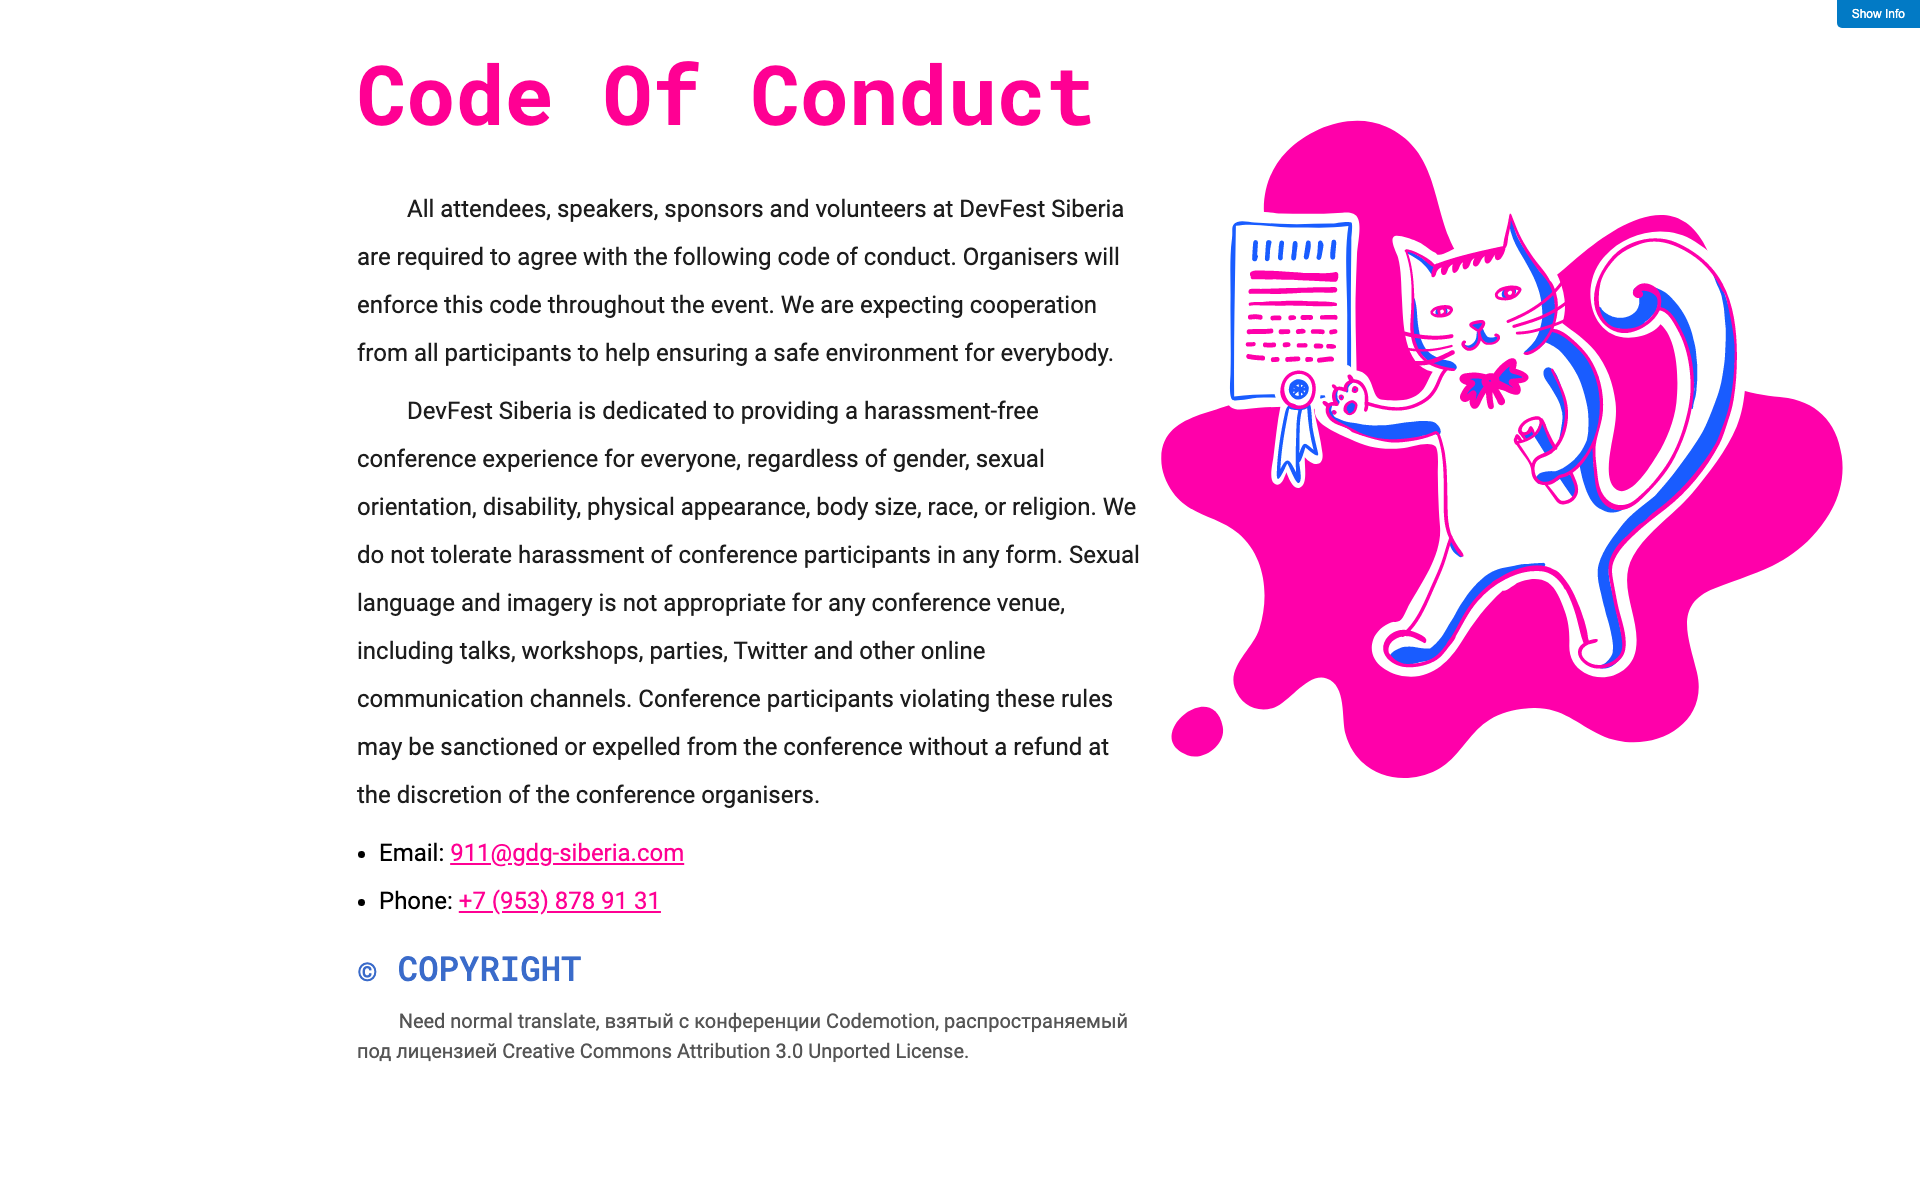 Show Info
Code Of Conduct
All attendees, speakers, sponsors and volunteers at DevFest Siberia
are required to agree with the following code of conduct. Organisers will
enforce this code throughout the event. We are expecting cooperation
from all participants to help ensuring a safe environment for everybody.
DevFest Siberia is dedicated to providing a harassment-free
conference experience for everyone, regardless of gender, sexual
orientation, disability, physical appearance, body size, race, or religion. We
do not tolerate harassment of conference participants in any form. Sexual
language and imagery is not appropriate for any conference venue,
including talks, workshops, parties, Twitter and other online
communication channels. Conference participants violating these rules
may be sanctioned or expelled from the conference without a refund at
the discretion of the conference organisers.
• Email: 911@gdg-siberia.com
• Phone: +7 (953) 878 91 31
© COPYRIGHT
Need normal translate, взятый с конференции Codemotion, распространяемый
под лицензией Creative Commons Attribution 3.0 Unported License.